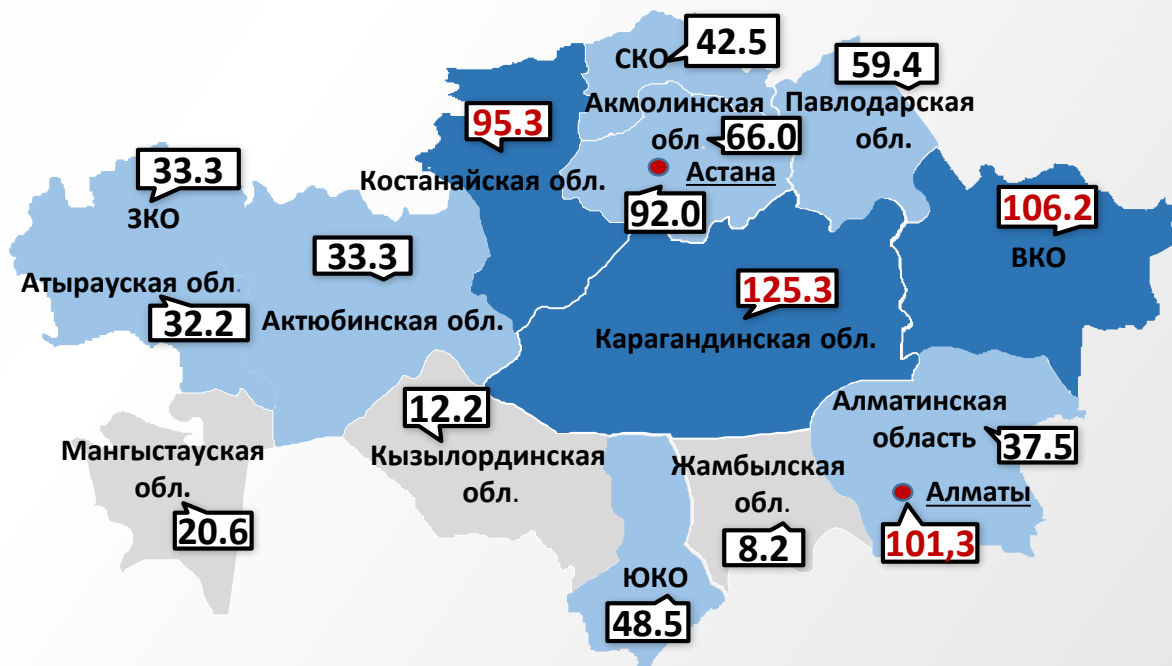 СКО
42.5
59.4
Акмолинская
обл.
66.0
Павлодарская
обл.
95.3
Костанайская обл.
Астана
92.0
33.3
ЗКО
106.2
ВКО
33.3
Атырауская обл.
32.2
Актюбинская обл.
125.3
Карагандинская обл.
12.2
Кызылординская
обл.
Алматинская
область
37.5
Мангыстауская
обл.
20.6
Жамбылская
обл.
8.2
Алматы
101,3
ЮКО
48.5